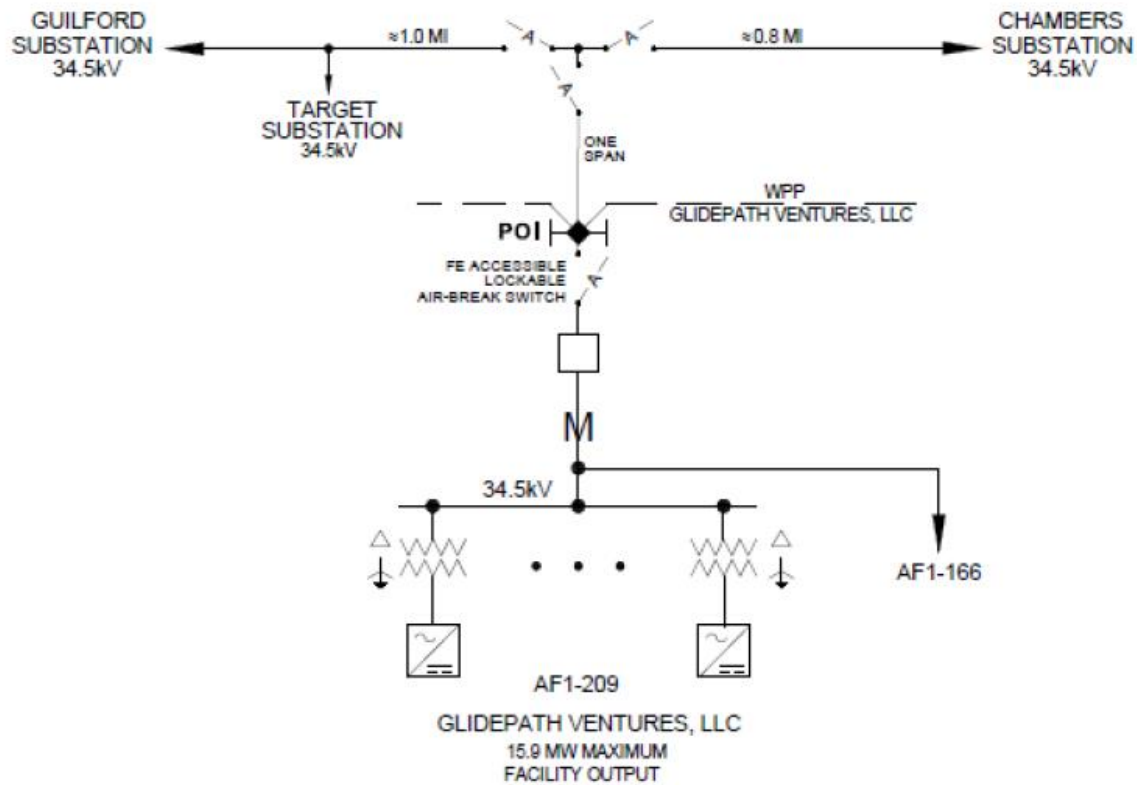 GUILFORD
SUBSTATION
34.5kV
≈1.0 MI
A
A
≈0.8 MI
CHAMBERS
SUBSTATION
34.5kV
TARGET
SUBSTATION
34.5kV
A
ONE
SPAN
WPP
GLIDEPATH VENTURES, LLC
POI
FE ACCESSIBLE
LOCKABLE
AIR-BREAK SWITCH
A
M
34.5kV
AF1-166
AF1-209
GLIDEPATH VENTURES, LLC
15.9 MW MAXIMUM
FACILITY OUTPUT